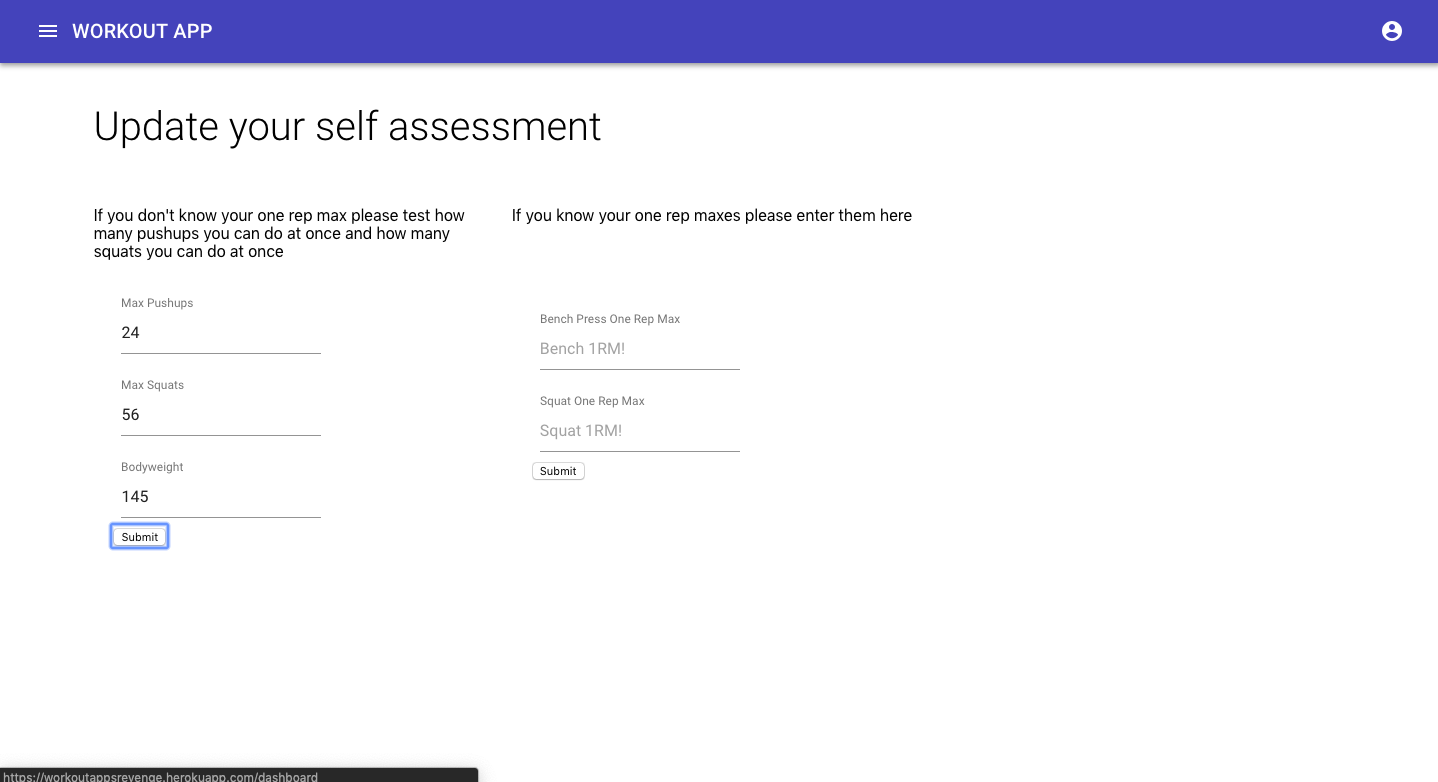 WORKOUT APP
Update your self assessment
If you don't know your one rep max please test how
many pushups you can do at once and how many
squats you can do at once
Max Pushups
24
Max Squats
56
Bodyweight
145
Submit
If you know your one rep maxes please enter them here
Bench Press One Rep Max
Bench 1RM!
Squat One Rep Max
Squat 1RM!
Submit
https://workoutappsrevenge.herokuapp.com/dashboard